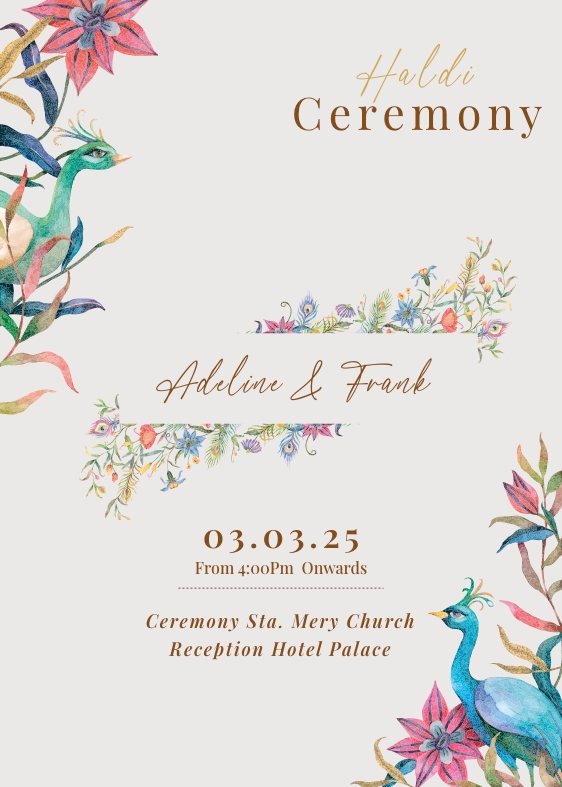 Haldi
Ceremony
Adeline & Frank
03.03.25
From 4:00Pm Onwards
Ceremony Sta. Mery Church
Reception Hotel Palace